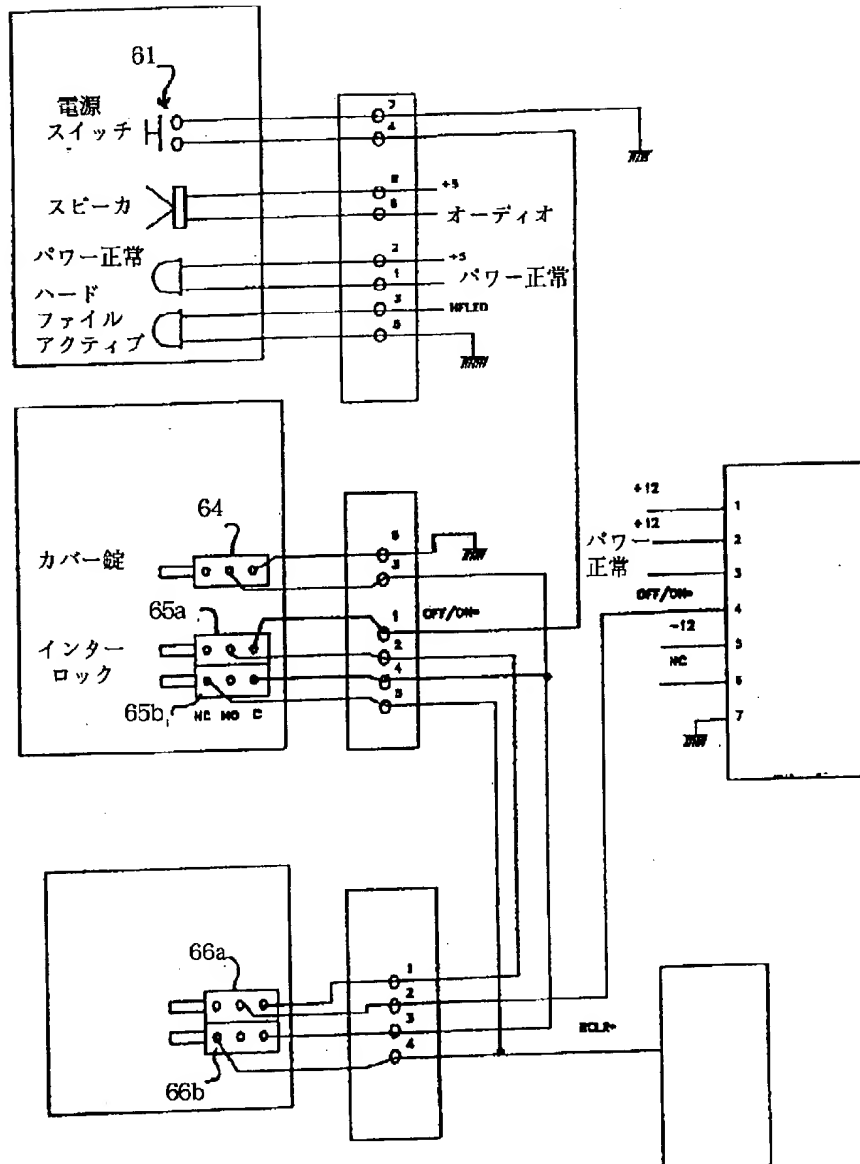 61
電源
スイッチ
7
4
スピーカ
+5
オーディオ
パワー正常
2
+5
1
パワー正常
ハード
ファイル
アクティブ
3
HFLED
5
64
カバー錠
3
65a
1
OFF/ON*
インター
ロック
2
4
65b
NC NO C
+12
1
+12
パワー
正常
2
3
OFF/ON*
4
-12
5
NC
7
66a
1
2
3
4
66b